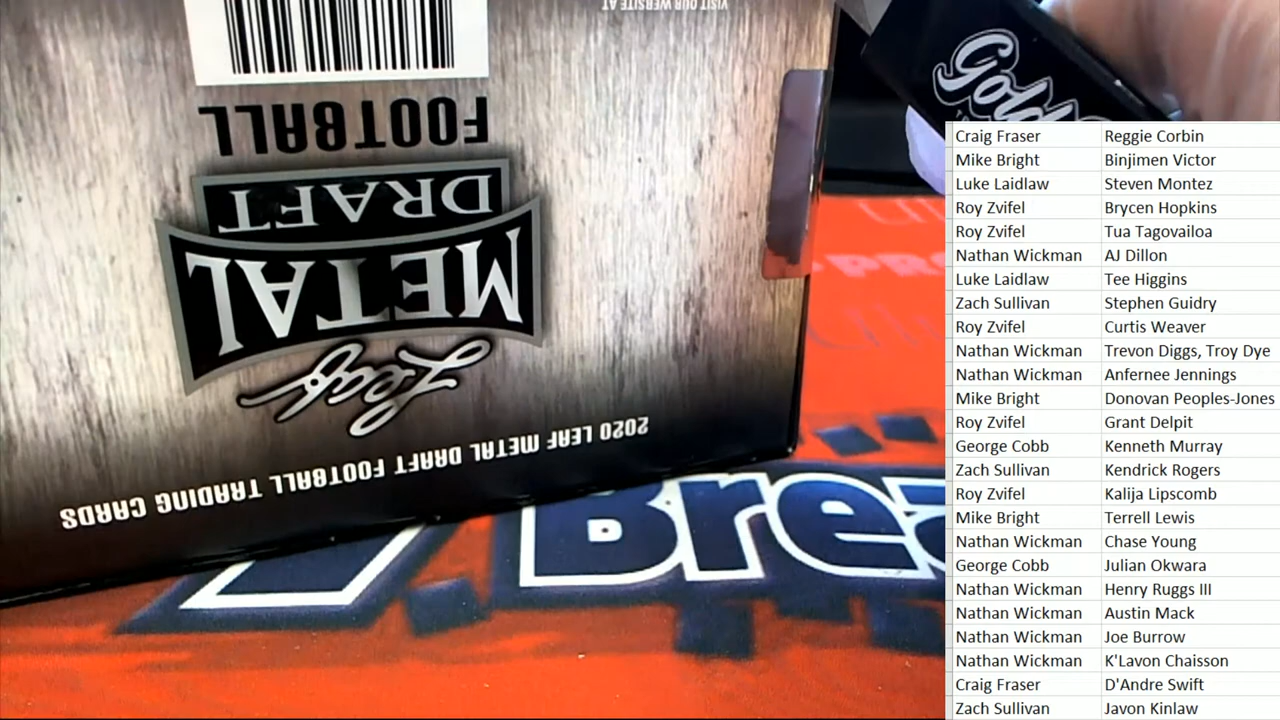 VISIT OUR WEBSITE AT
FOOTBALL
DRAFT
METAL
Leaf
2020 LEAF METAL DRAFT FOOTBALL TRADING CARDS
Gold
Brea
Craig Fraser Reggie Corbin
Mike Bright Binjimen Victor
Luke Laidlaw Steven Montez
Roy Zvifel Brycen Hopkins
Roy Zvifel Tua Tagovailoa
Nathan Wickman AJ Dillon
Luke Laidlaw Tee Higgins
Zach Sullivan Stephen Guidry
Roy Zvifel Curtis Weaver
Nathan Wickman Trevon Diggs, Troy Dye
Nathan Wickman Anfernee Jennings
Mike Bright Donovan Peoples-Jones
Roy Zvifel Grant Delpit
George Cobb Kenneth Murray
Zach Sullivan Kendrick Rogers
Roy Zvifel Kalija Lipscomb
Mike Bright Terrell Lewis
Nathan Wickman Chase Young
George Cobb Julian Okwara
Nathan Wickman Henry Ruggs III
Nathan Wickman Austin Mack
Nathan Wickman Joe Burrow
Nathan Wickman K'Lavon Chaisson
Craig Fraser D'Andre Swift
Zach Sullivan Javon Kinlaw